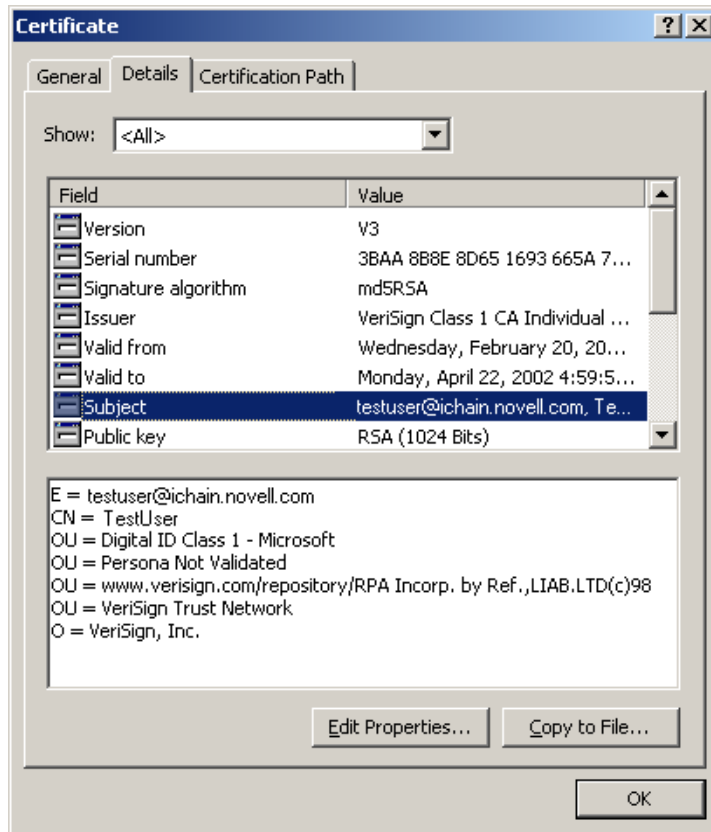 Certificate
General Details Certification Path
Show: <All>
Field Value
Version V3
Serial number 3BAA 8B8E 8D65 1693 665A 7...
Signature algorithm md5RSA
Issuer VeriSign Class 1 CA Individual ...
Valid from Wednesday, February 20, 20...
Valid to Monday, April 22, 2002 4:59:5...
Subject testuser@ichain.novell.com, Te...
Public key RSA (1024 Bits)
E = testuser@ichain.novell.com
CN = TestUser
OU = Digital ID Class 1 - Microsoft
OU = Persona Not Validated
OU = www.verisign.com/repository/RPA Incorp. by Ref.,LIAB.LTD(c)98
OU = VeriSign Trust Network
O = VeriSign, Inc.
Edit Properties... Copy to File...
OK